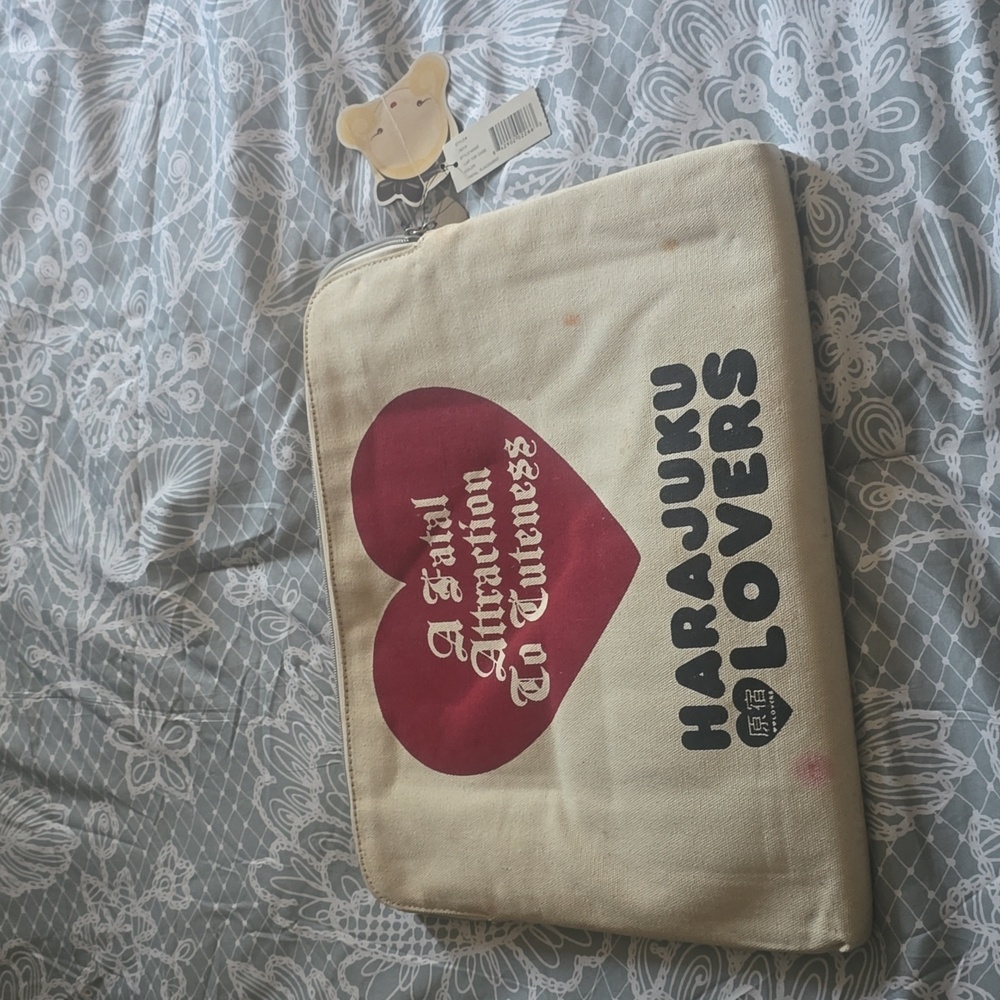 A Fatal
Attraction
To Cuteness
HARAJUKU
LOVERS
原宿